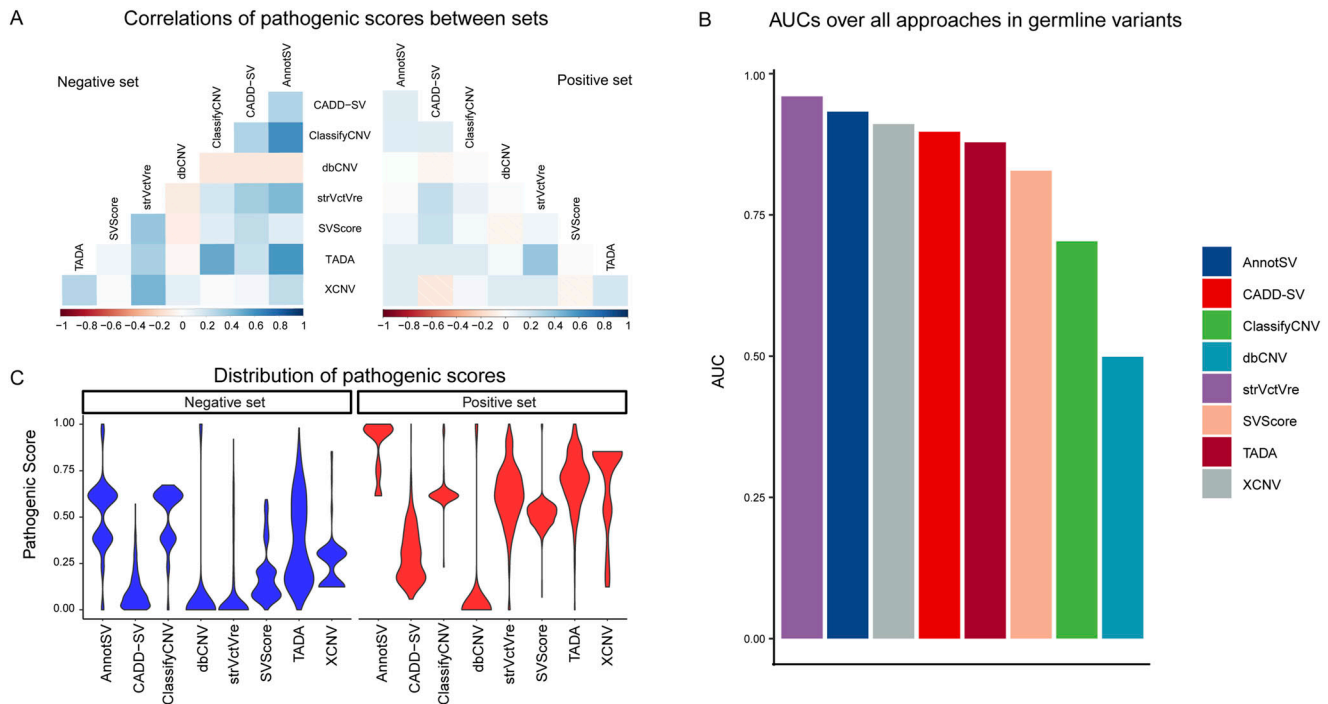 A
Correlations of pathogenic scores between sets
Negative set
Positive set
TADA
SVScore
strVctVre
dbCNV
ClassifyCNV
CADD-SV
AnnotSV
CADD-SV
ClassifyCNV
dbCNV
strVctVre
SVScore
TADA
XCNV
AnnotSV
CADD-SV
ClassifyCNV
dbCNV
strVctVre
SVScore
TADA
−1 −0.8 −0.6 −0.4 −0.2 0 0.2 0.4 0.6 0.8 1
−1 −0.8 −0.6 −0.4 −0.2 0 0.2 0.4 0.6 0.8 1
B
AUCs over all approaches in germline variants
AUC
1.00
0.75
0.50
0.25
0.00
AnnotSV
CADD-SV
ClassifyCNV
dbCNV
strVctVre
SVScore
TADA
XCNV
C
Distribution of pathogenic scores
Negative set
Positive set
Pathogenic Score
1.00
0.75
0.50
0.25
0.00
AnnotSV
CADD-SV
ClassifyCNV
dbCNV
strVctVre
SVScore
TADA
XCNV
AnnotSV
CADD-SV
ClassifyCNV
dbCNV
strVctVre
SVScore
TADA
XCNV